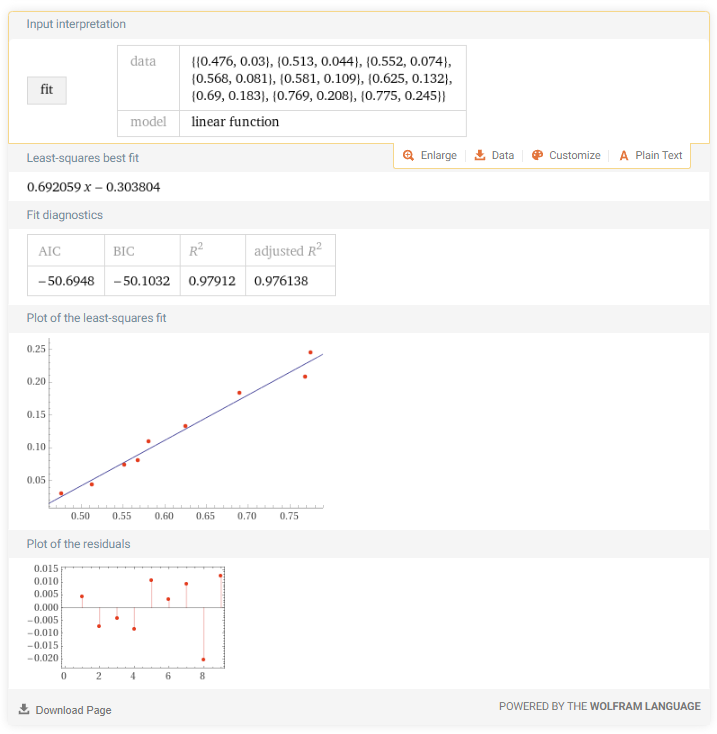 Input interpretation
fit
data
{{0.476, 0.03}, {0.513, 0.044}, {0.552, 0.074},
{0.568, 0.081}, {0.581, 0.109}, {0.625, 0.132},
{0.69, 0.183}, {0.769, 0.208}, {0.775, 0.245}}
model linear function
Least-squares best fit
Enlarge Data Customize A Plain Text
0.692059 x − 0.303804
Fit diagnostics
AIC BIC R² adjusted R²
−50.6948 −50.1032 0.97912 0.976138
Plot of the least-squares fit
0.25
0.20
0.15
0.10
0.05
0.50 0.55 0.60 0.65 0.70 0.75
Plot of the residuals
0.015
0.010
0.005
0.000
−0.005
−0.010
−0.015
−0.020
0 2 4 6 8
Download Page
POWERED BY THE WOLFRAM LANGUAGE